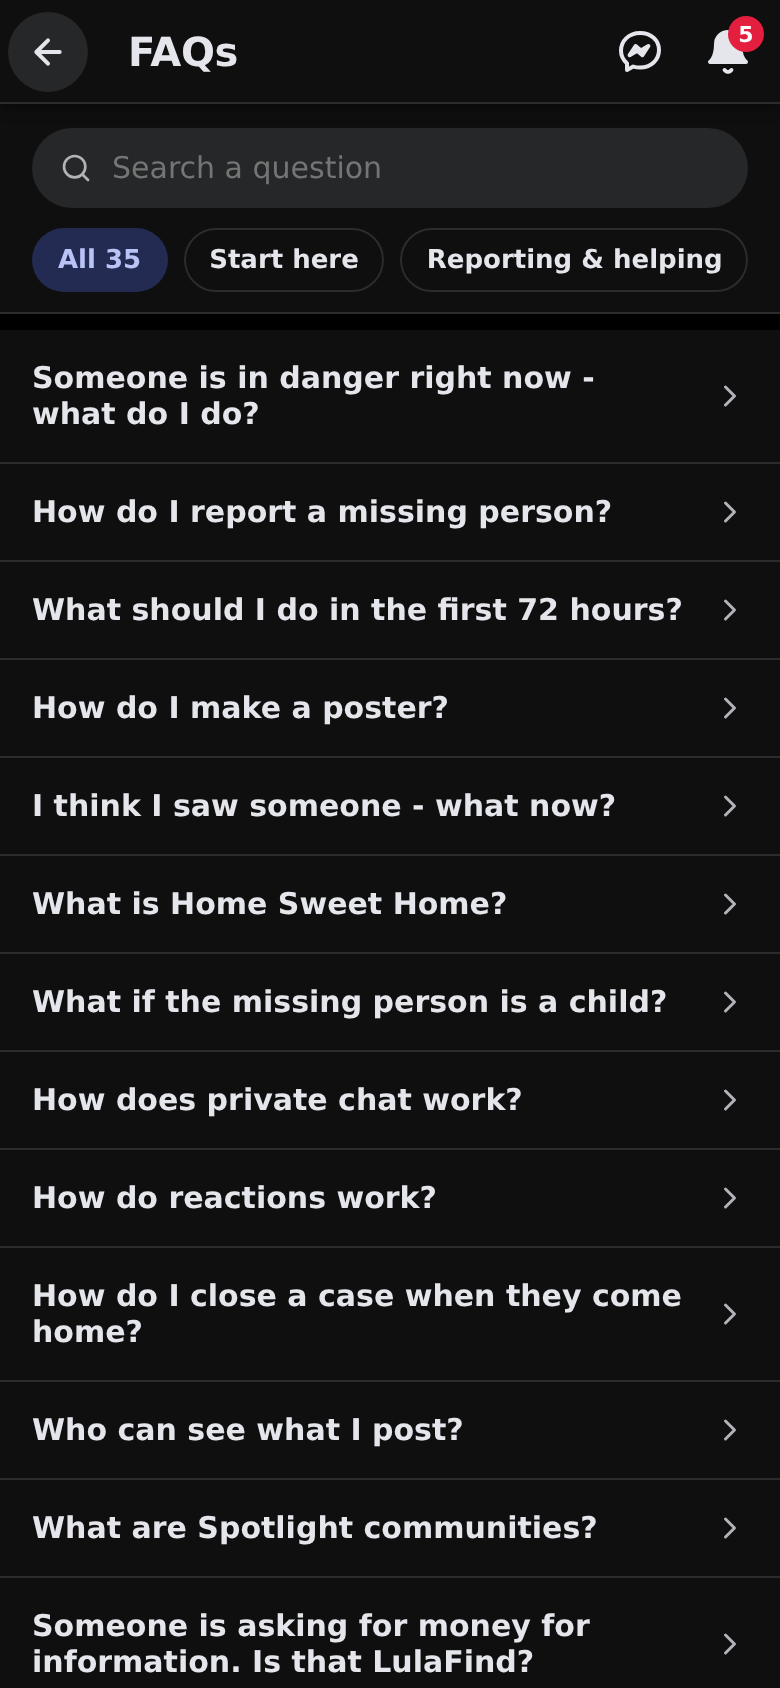 FAQs
5
Search a question
All 35
Start here
Reporting & helping
Someone is in danger right now -
what do I do?
How do I report a missing person?
What should I do in the first 72 hours?
How do I make a poster?
I think I saw someone - what now?
What is Home Sweet Home?
What if the missing person is a child?
How does private chat work?
How do reactions work?
How do I close a case when they come
home?
Who can see what I post?
What are Spotlight communities?
Someone is asking for money for
information. Is that LulaFind?